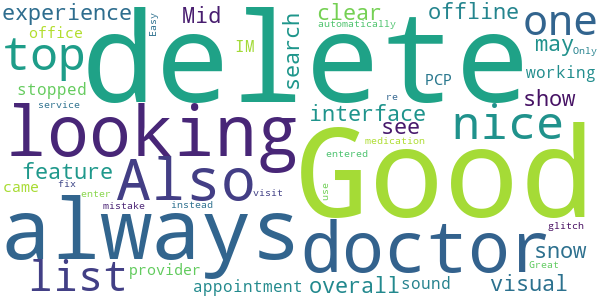 experience
Mid
clear
offline
one
Easy
automatically
office
IM
search
top
delete
may
Only
stopped
PCP
working
service
re
show
looking
interface
see
nice
Good
medication
entered
feature
Also
came
fix
enter
visit
use
always
mistake
instead
doctor
glitch
snow
list
provider
Great
appointment
overall
sound
visual